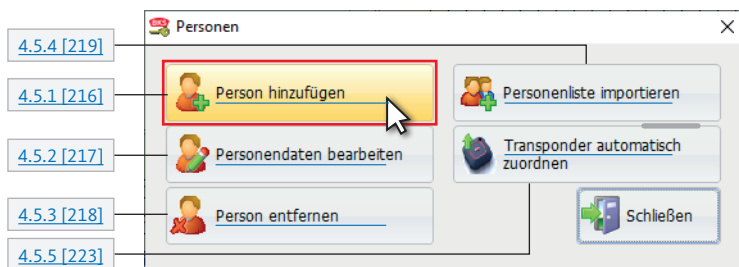 BKS Personen
4.5.4 [219]
4.5.1 [216]
Person hinzufügen
Personenliste importieren
4.5.2 [217]
Personendaten bearbeiten
Transponder automatisch
zuordnen
4.5.3 [218]
Person entfernen
Schließen
4.5.5 [223]